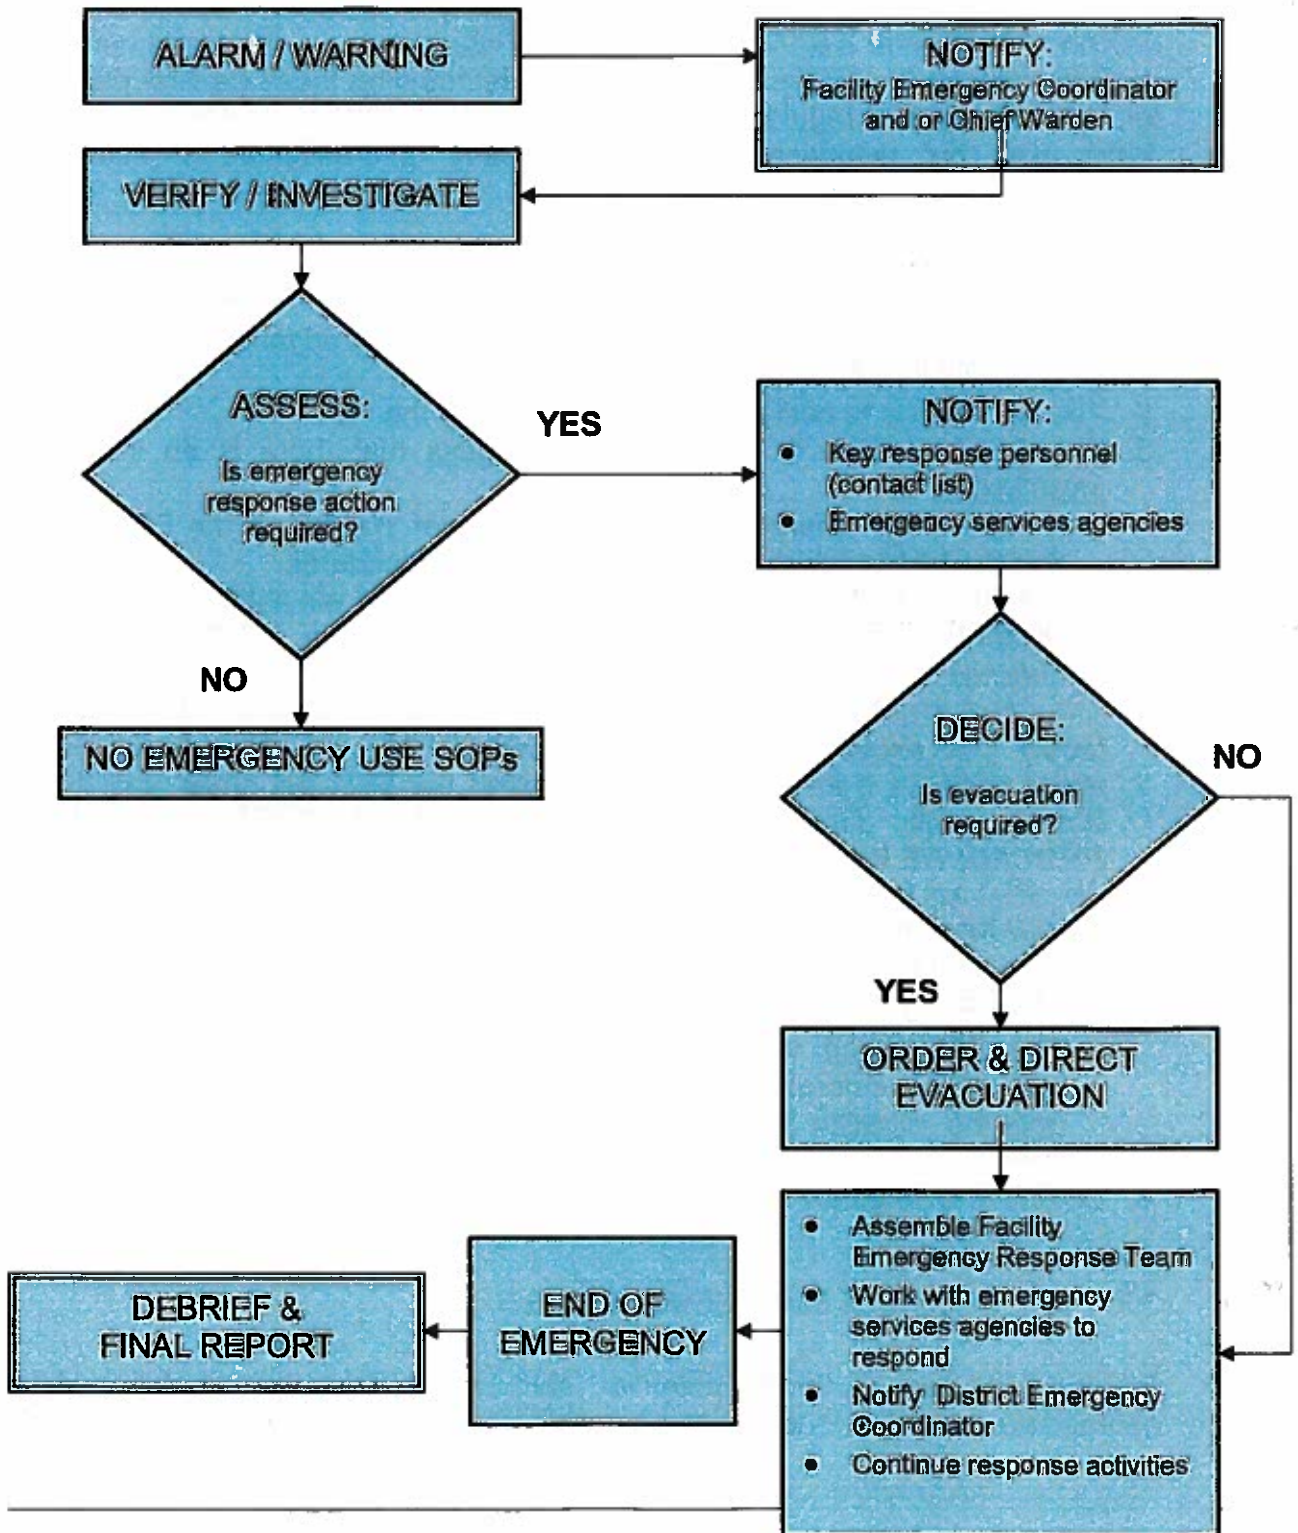 ALARM / WARNING
NOTIFY:
Facility Emergency Coordinator
and or Chief Warden
VERIFY / INVESTIGATE
ASSESS:
Is emergency
response action
required?
YES
NOTIFY:
• Key response personnel
(contact list)
• Emergency services agencies
NO
NO EMERGENCY USE SOPs
DECIDE:
Is evacuation
required?
NO
YES
ORDER & DIRECT
EVACUATION
• Assemble Facility
Emergency Response Team
• Work with emergency
services agencies to
respond
• Notify District Emergency
Coordinator
• Continue response activities
END OF
EMERGENCY
DEBRIEF &
FINAL REPORT